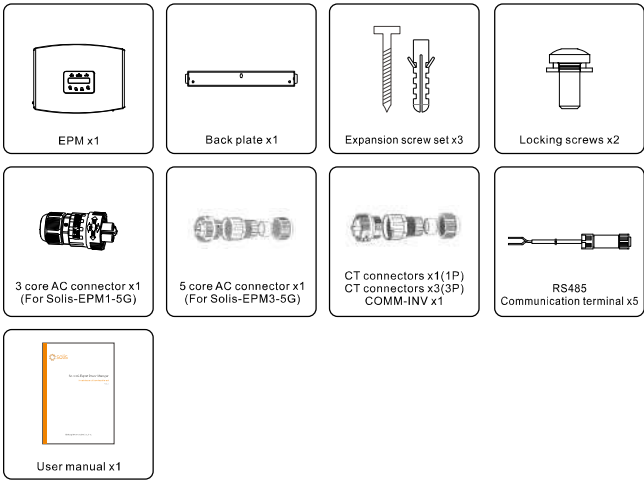 EPM x1
Back plate x1
Expansion screw set x3
Locking screws x2
3 core AC connector x1
(For Solis-EPM1-5G)
5 core AC connector x1
(For Solis-EPM3-5G)
CT connectors x1(1P)
CT connectors x3(3P)
COMM-INV x1
RS485
Communication terminal x5
User manual x1